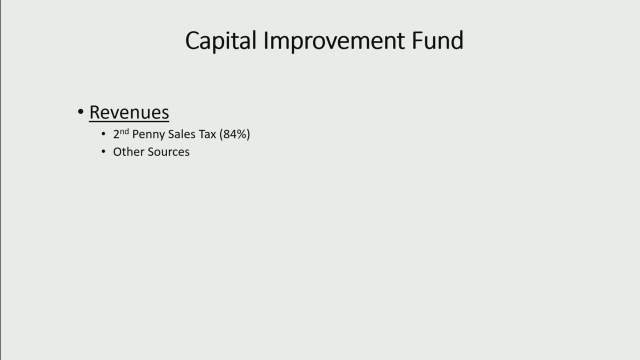 Capital Improvement Fund
• Revenues
• 2nd Penny Sales Tax (84%)
• Other Sources